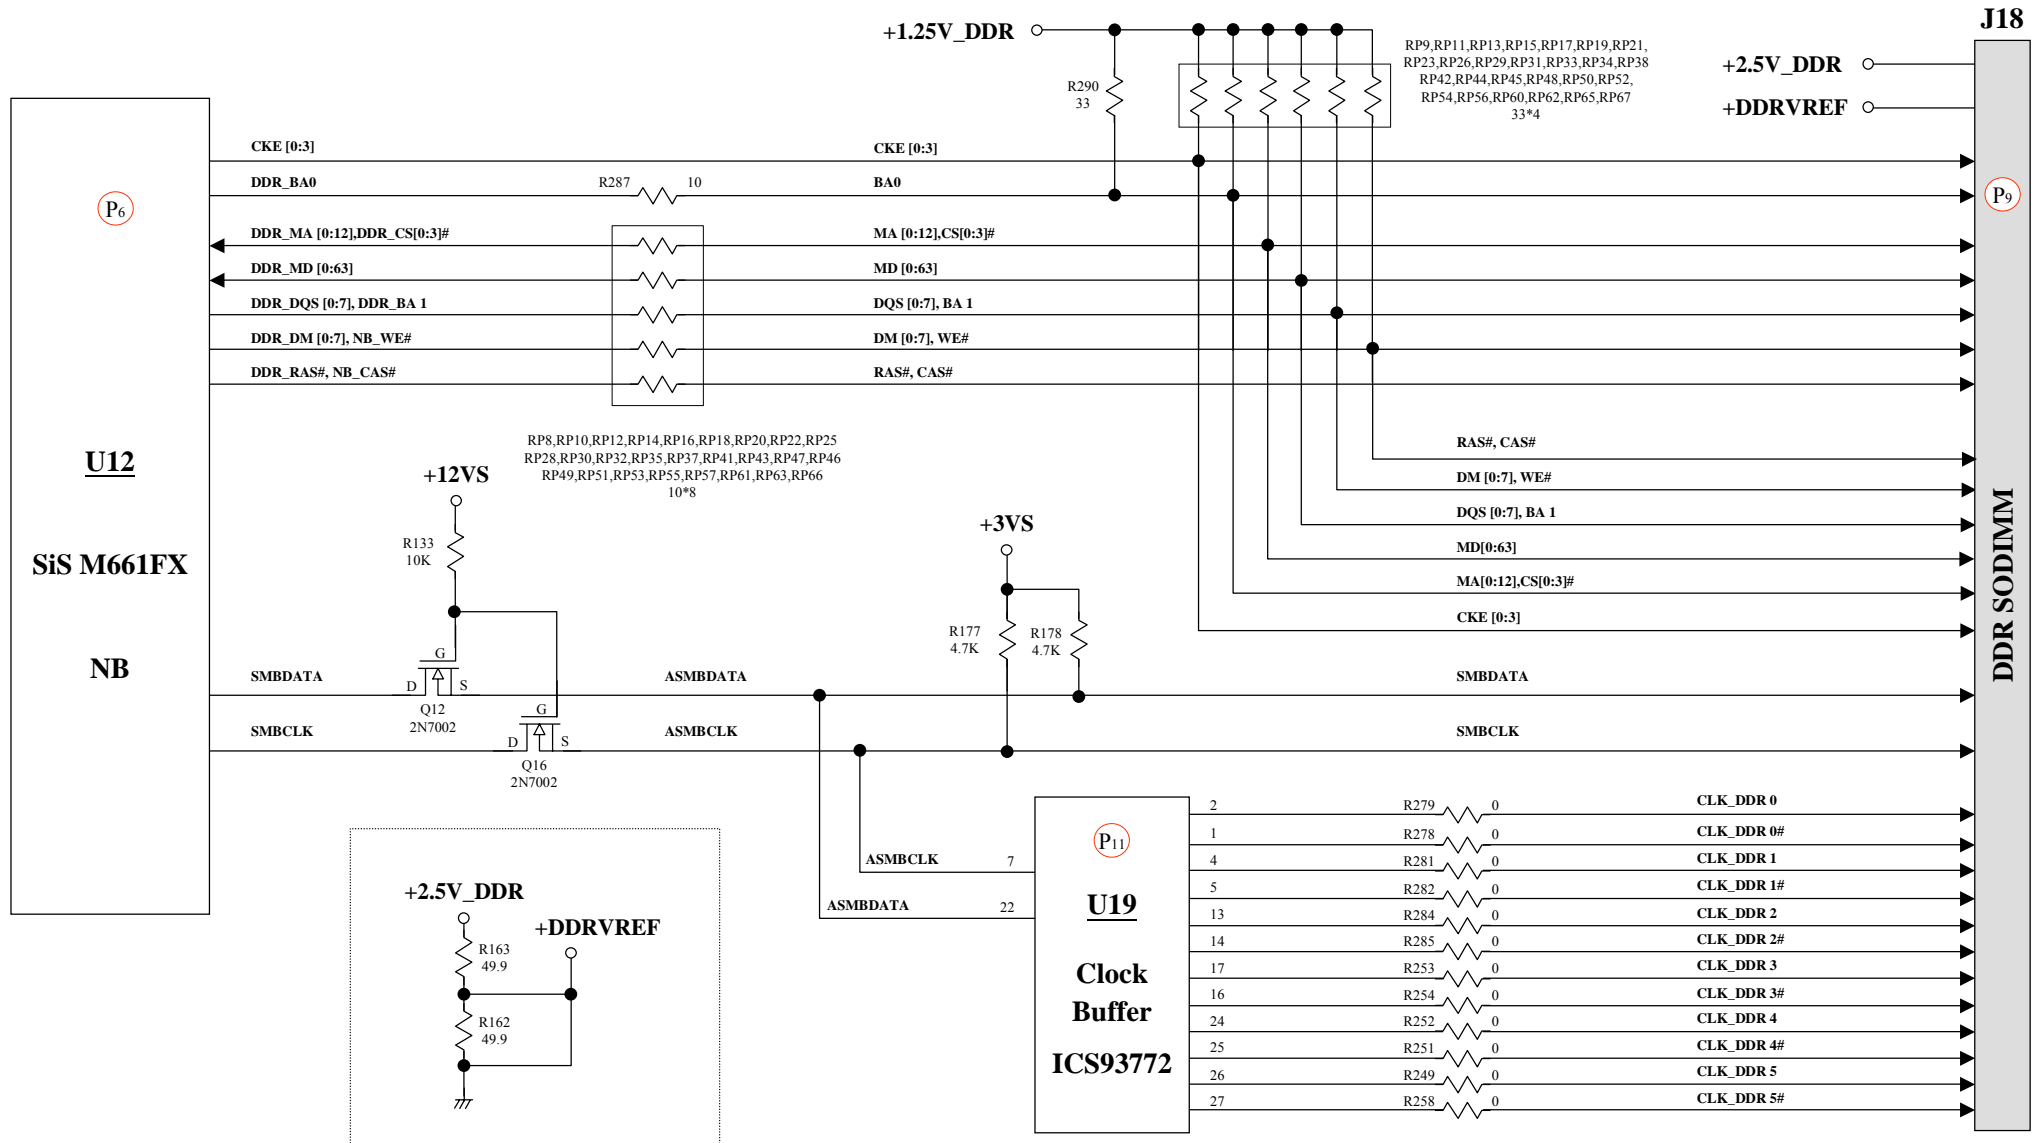 J18
+1.25V_DDR
RP9,RP11,RP13,RP15,RP17,RP19,RP21,
RP23,RP26,RP29,RP31,RP33,RP34,RP38
RP42,RP44,RP45,RP48,RP50,RP52,
RP54,RP56,RP60,RP62,RP65,RP67
33*4
+2.5V_DDR
+DDRVREF
R290
33
CKE [0:3]
CKE [0:3]
DDR_BA0
R287
10
BA0
P6
P9
DDR_MA [0:12],DDR_CS[0:3]#
MA [0:12],CS[0:3]#
DDR_MD [0:63]
MD [0:63]
DDR_DQS [0:7], DDR_BA 1
DQS [0:7], BA 1
DDR_DM [0:7], NB_WE#
DM [0:7], WE#
DDR_RAS#, NB_CAS#
RAS#, CAS#
RP8,RP10,RP12,RP14,RP16,RP18,RP20,RP22,RP25
RP28,RP30,RP32,RP35,RP37,RP41,RP43,RP47,RP46
RP49,RP51,RP53,RP55,RP57,RP61,RP63,RP66
10*8
U12
SiS M661FX
NB
+12VS
R133
10K
+3VS
R177
4.7K
R178
4.7K
RAS#, CAS#
DM [0:7], WE#
DQS [0:7], BA 1
MD[0:63]
MA[0:12],CS[0:3]#
CKE [0:3]
DDR SODIMM
SMBDATA
G
D
S
Q12
2N7002
ASMBDATA
SMBDATA
SMBCLK
G
D
S
Q16
2N7002
ASMBCLK
SMBCLK
ASMBCLK
7
ASMBDATA
22
P11
U19
Clock
Buffer
ICS93772
2 R279 0 CLK_DDR 0
1 R278 0 CLK_DDR 0#
4 R281 0 CLK_DDR 1
5 R282 0 CLK_DDR 1#
13 R284 0 CLK_DDR 2
14 R285 0 CLK_DDR 2#
17 R253 0 CLK_DDR 3
16 R254 0 CLK_DDR 3#
24 R252 0 CLK_DDR 4
25 R251 0 CLK_DDR 4#
26 R249 0 CLK_DDR 5
27 R258 0 CLK_DDR 5#
+2.5V_DDR
+DDRVREF
R163
49.9
R162
49.9